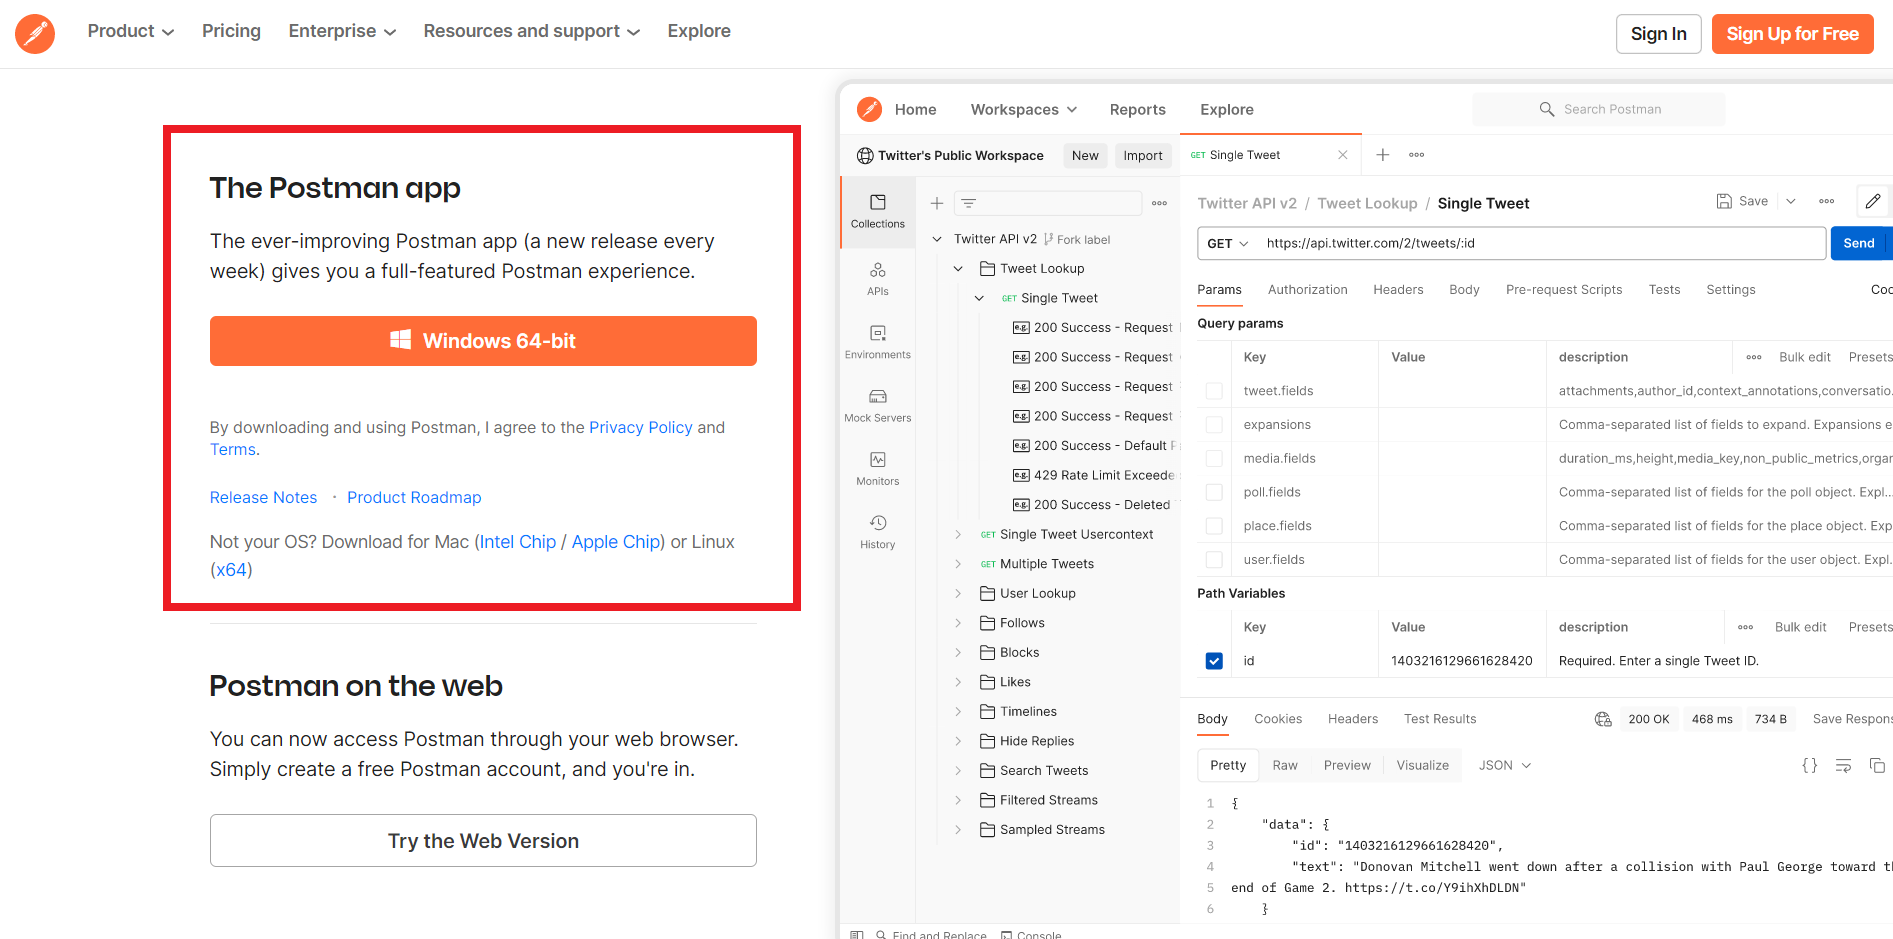 Product
Pricing
Enterprise
Resources and support
Explore
Sign In
Sign Up for Free
The Postman app
The ever-improving Postman app (a new release every
week) gives you a full-featured Postman experience.
Windows 64-bit
By downloading and using Postman, I agree to the Privacy Policy and
Terms.
Release Notes · Product Roadmap
Not your OS? Download for Mac (Intel Chip / Apple Chip) or Linux
(x64)
Postman on the web
You can now access Postman through your web browser.
Simply create a free Postman account, and you're in.
Try the Web Version
Home
Workspaces
Reports
Explore
Search Postman
Twitter's Public Workspace
New
Import
GET Single Tweet
Collections
APIs
Environments
Mock Servers
Monitors
History
Twitter API v2 Fork label
Tweet Lookup
GET Single Tweet
e.g. 200 Success - Request
e.g. 200 Success - Request
e.g. 200 Success - Request
e.g. 200 Success - Request
e.g. 200 Success - Default
e.g. 429 Rate Limit Exceede
e.g. 200 Success - Deleted
GET Single Tweet Usercontext
GET Multiple Tweets
User Lookup
Follows
Blocks
Likes
Timelines
Hide Replies
Search Tweets
Filtered Streams
Sampled Streams
Twitter API v2 / Tweet Lookup / Single Tweet
Save
GET
https://api.twitter.com/2/tweets/:id
Send
Params
Authorization
Headers
Body
Pre-request Scripts
Tests
Settings
Coo
Query params
Key Value description Bulk edit Presets
tweet.fields attachments,author_id,context_annotations,conversatio.
expansions Comma-separated list of fields to expand. Expansions e
media.fields duration_ms,height,media_key,non_public_metrics,organ
poll.fields Comma-separated list of fields for the poll object. Expl...
place.fields Comma-separated list of fields for the place object. Exp
user.fields Comma-separated list of fields for the user object. Expl.
Path Variables
Key Value description Bulk edit Presets
id 1403216129661628420 Required. Enter a single Tweet ID.
Body
Cookies
Headers
Test Results
200 OK
468 ms
734 B
Save Respons
Pretty
Raw
Preview
Visualize
JSON
{}
1 {
2 "data": {
3 "id": "1403216129661628420",
4 "text": "Donovan Mitchell went down after a collision with Paul George toward th
5 end of Game 2. https://t.co/Y9ihXhDLDN"
6 }
Find and Replace
Console